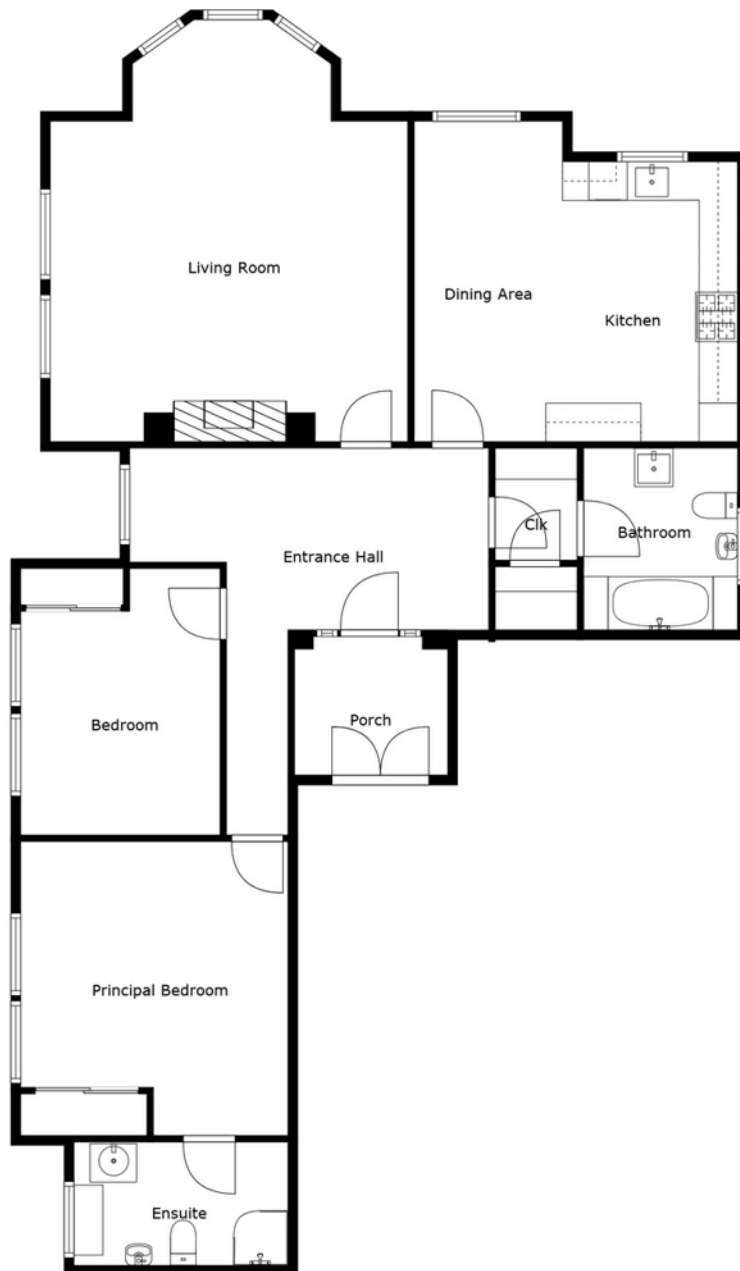 Living Room
Dining Area
Kitchen
Clk
Bathroom
Entrance Hall
Porch
Bedroom
Principal Bedroom
Ensuite